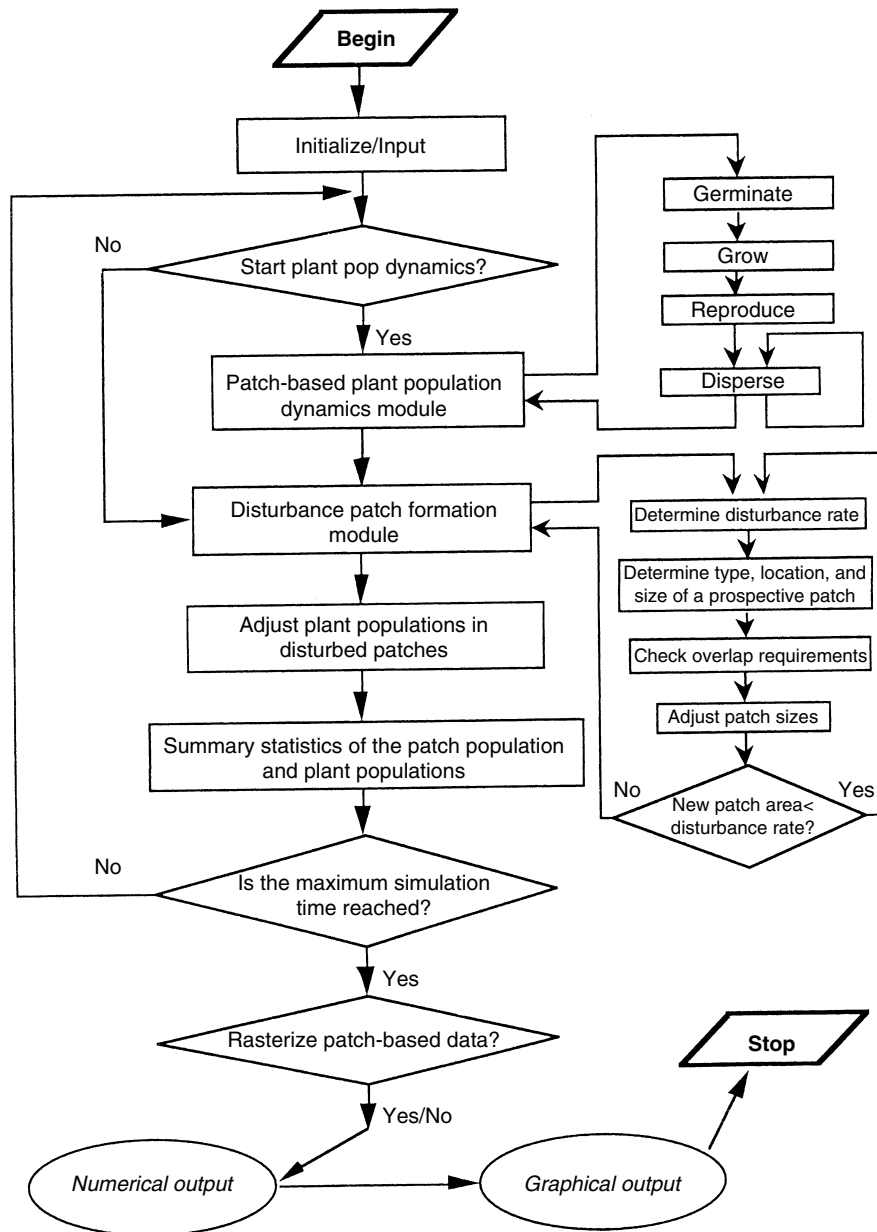 Begin
Initialize/Input
No
Start plant pop dynamics?
Yes
Patch-based plant population
dynamics module
Disturbance patch formation
module
Adjust plant populations in
disturbed patches
Summary statistics of the patch population
and plant populations
No
Is the maximum simulation
time reached?
Yes
Rasterize patch-based data?
Yes/No
Numerical output
Graphical output
Stop
Germinate
Grow
Reproduce
Disperse
Determine disturbance rate
Determine type, location, and
size of a prospective patch
Check overlap requirements
Adjust patch sizes
No
Yes
New patch area<
disturbance rate?